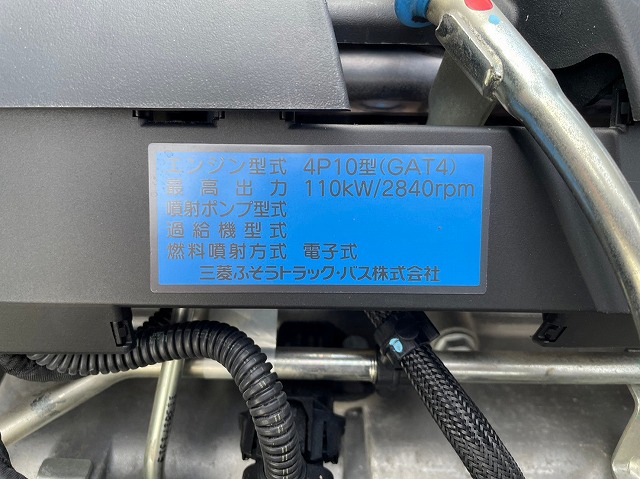 エンジン型式 4P10型(GAT4)
最高出力 110kW/2840rpm
噴射ポンプ型式
過給機型式
燃料噴射方式 電子式
三菱ふそうトラック・バス株式会社